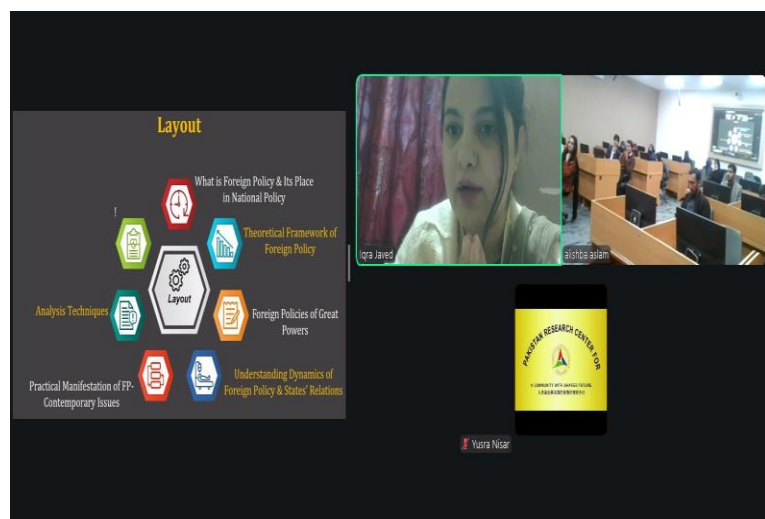 Layout
What is Foreign Policy & Its Place
in National Policy
Theoretical Framework of
Foreign Policy
Foreign Policies of Great
Powers
Understanding Dynamics of
Foreign Policy & States' Relations
Practical Manifestation of FP-
Contemporary Issues
Analysis Techniques
!
Layout
Iqra Javed
alishba aslam
PAKISTAN RESEARCH CENTER FOR
A COMMUNITY WITH SHARED FUTURE
Yusra Nisar